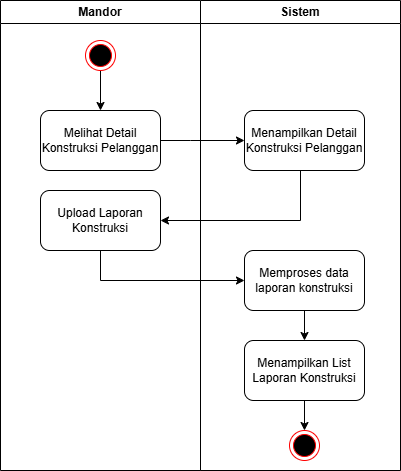 Mandor
Sistem
Melihat Detail
Konstruksi Pelanggan
Menampilkan Detail
Konstruksi Pelanggan
Upload Laporan
Konstruksi
Memproses data
laporan konstruksi
Menampilkan List
Laporan Konstruksi